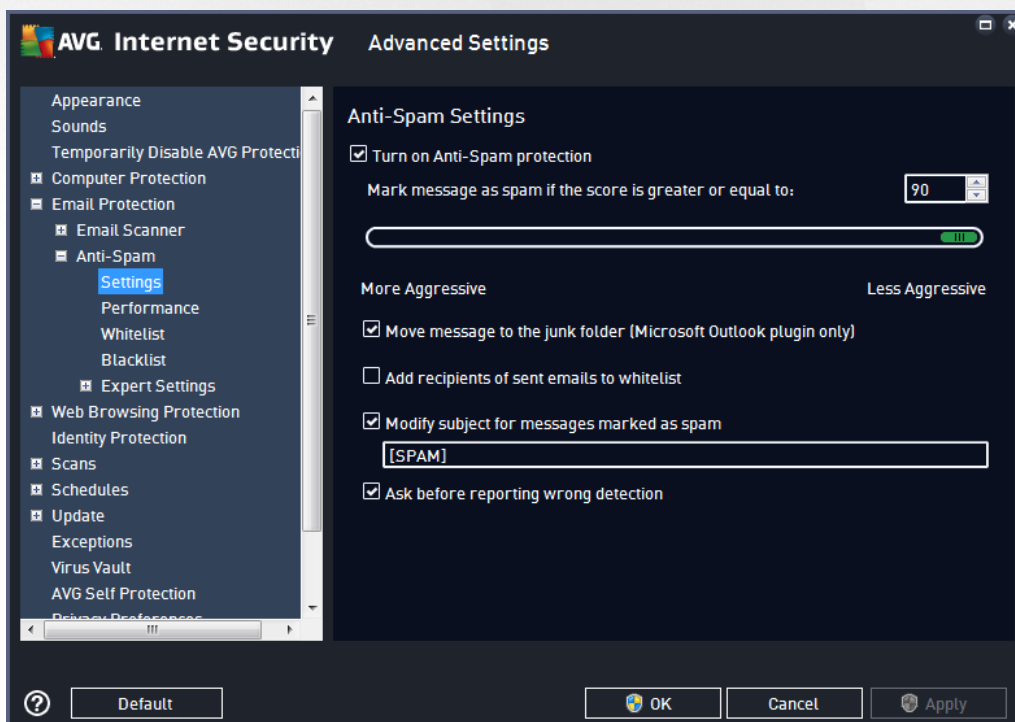 AVG. Internet Security Advanced Settings
Appearance
Sounds
Temporarily Disable AVG Protecti
Computer Protection
Email Protection
Email Scanner
Anti-Spam
Settings
Performance
Whitelist
Blacklist
Expert Settings
Web Browsing Protection
Identity Protection
Scans
Schedules
Update
Exceptions
Virus Vault
AVG Self Protection
Privacy Preferences
Anti-Spam Settings
Turn on Anti-Spam protection
Mark message as spam if the score is greater or equal to: 90
More Aggressive Less Aggressive
Move message to the junk folder (Microsoft Outlook plugin only)
Add recipients of sent emails to whitelist
Modify subject for messages marked as spam
[SPAM]
Ask before reporting wrong detection
? Default OK Cancel Apply